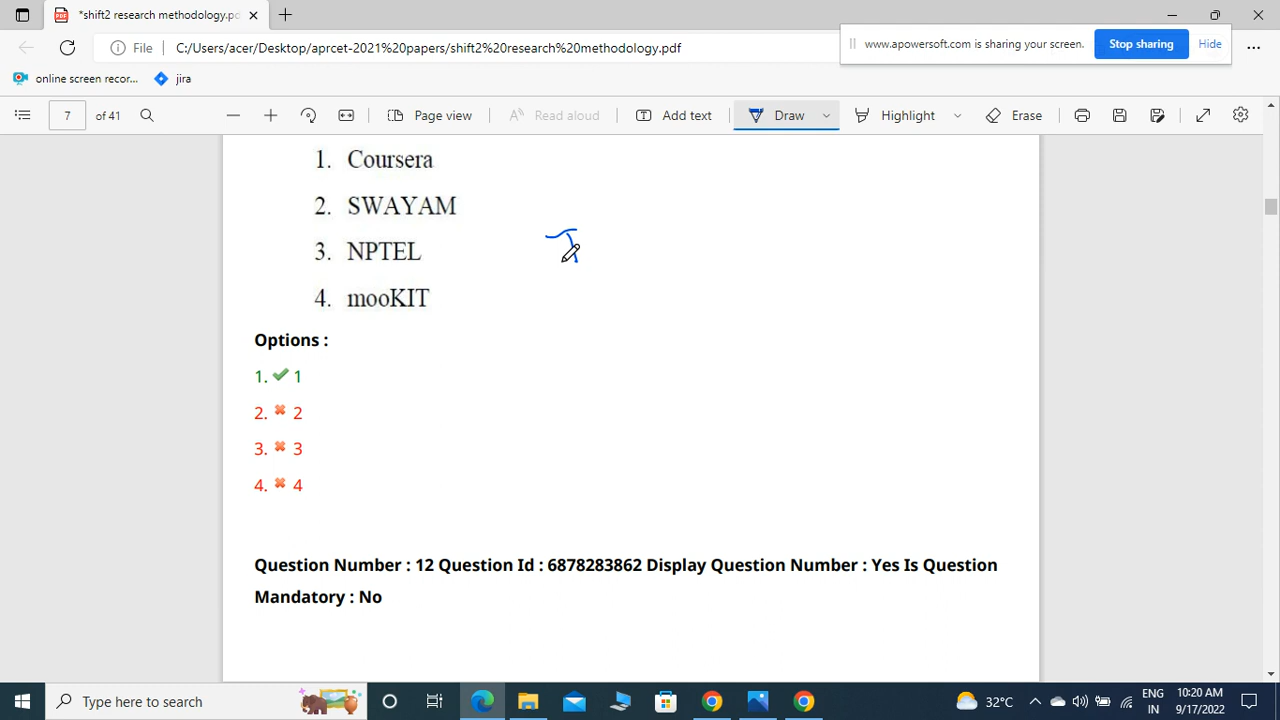 *shift2 research methodology.pd
File
C:/Users/acer/Desktop/aprcet-2021%20papers/shift2%20research%20methodology.pdf
www.apowersoft.com is sharing your screen.
Stop sharing
Hide
online screen recor...
jira
7 of 41
Page view
Read aloud
Add text
Draw
Highlight
Erase
1. Coursera
2. SWAYAM
3. NPTEL
4. mooKIT
Options :
1. 1
2. 2
3. 3
4. 4
Question Number : 12 Question Id : 6878283862 Display Question Number : Yes Is Question
Mandatory : No
Type here to search
32°C
ENG
IN
10:20 AM
9/17/2022